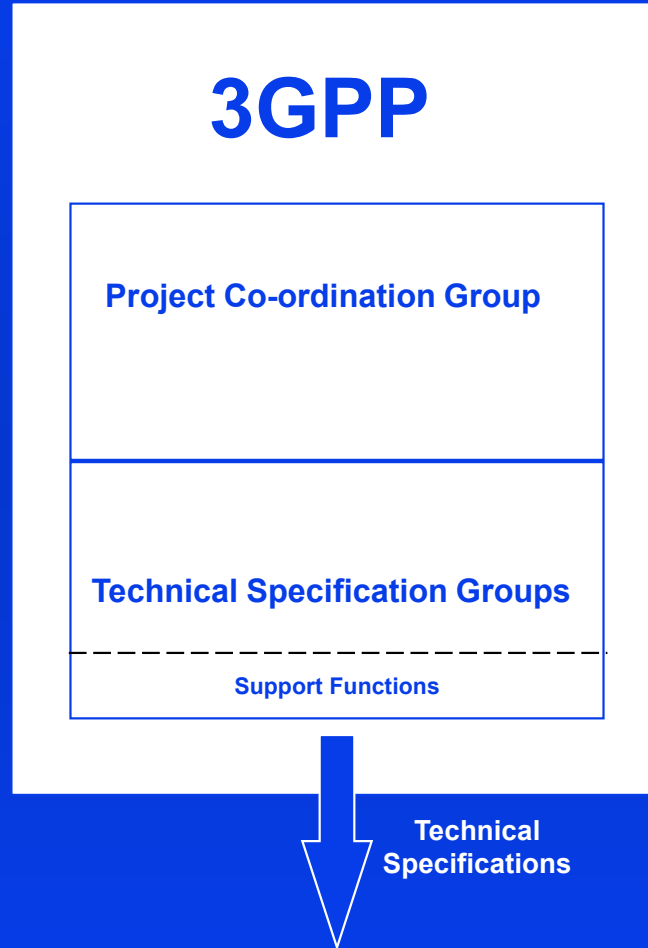 3GPP
Project Co-ordination Group
Technical Specification Groups
Support Functions
Technical
Specifications